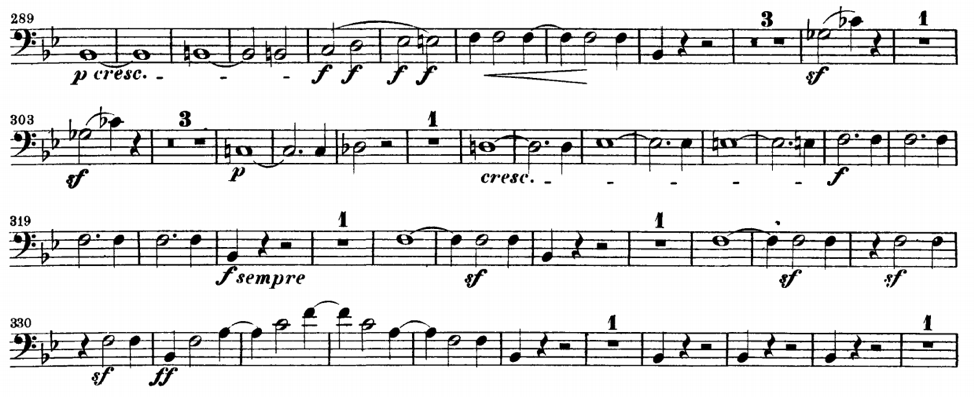 289 3 1
p cresc. f f f f sf
303 3 1
sf p cresc. f
319 1 1
f sempre sf sf sf
330 1 1
sf ff